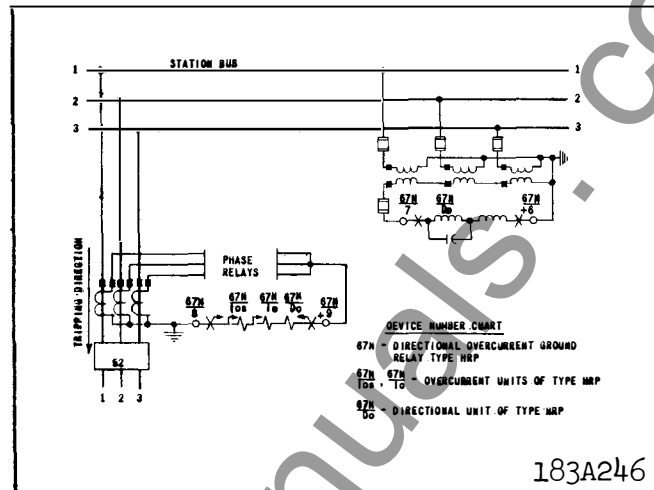 1 STATION BUS 1
2 2
3 3
67N 7
67N Do
67N +6
TRIPPING DIRECTION
PHASE RELAYS
67N 8
67N Ios
67N Io
67N Do
67N +9
52
1 2 3
DEVICE NUMBER CHART
67N - DIRECTIONAL OVERCURRENT GROUND
RELAY TYPE HRP
67N Ios , 67N Io - OVERCURRENT UNITS OF TYPE HRP
67N Do - DIRECTIONAL UNIT OF TYPE HRP
183A246